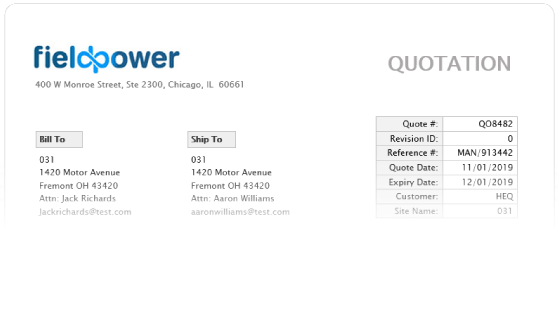 fieldpower
QUOTATION
400 W Monroe Street, Ste 2300, Chicago, IL 60661
Quote #: QO8482
Revision ID: 0
Reference #: MAN/913442
Quote Date: 11/01/2019
Expiry Date: 12/01/2019
Customer: HEQ
Site Name: 031
Bill To
031
1420 Motor Avenue
Fremont OH 43420
Attn: Jack Richards
Jackrichards@test.com
Ship To
031
1420 Motor Avenue
Fremont OH 43420
Attn: Aaron Williams
aaronwilliams@test.com